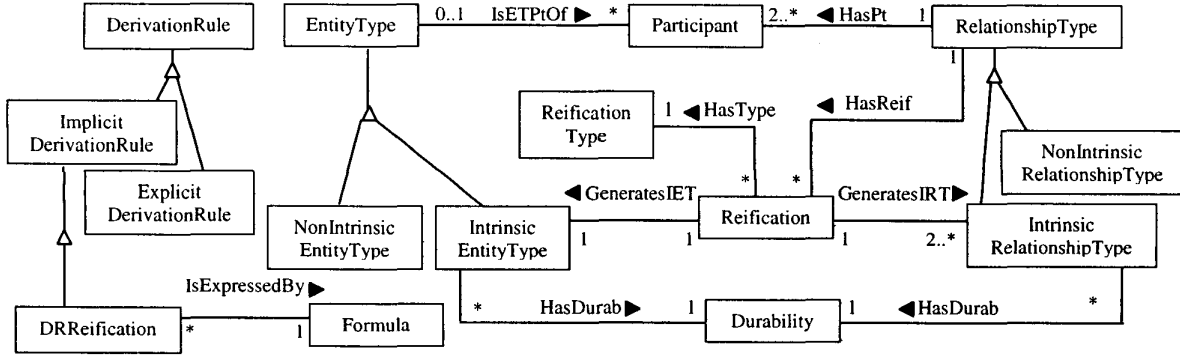 DerivationRule
EntityType
0..1
IsETPtOf ▶
*
Participant
2..*
◀ HasPt
1
RelationshipType
1
Implicit
DerivationRule
Explicit
DerivationRule
Reification
Type
1
◀ HasType
*
◀ HasReif
*
NonIntrinsic
RelationshipType
NonIntrinsic
EntityType
Intrinsic
EntityType
◀ GeneratesIET
1
1
Reification
GeneratesIRT ▶
1
2..*
Intrinsic
RelationshipType
DRReification
IsExpressedBy ▶
*
1
Formula
*
HasDurab ▶
1
Durability
1
◀ HasDurab
*